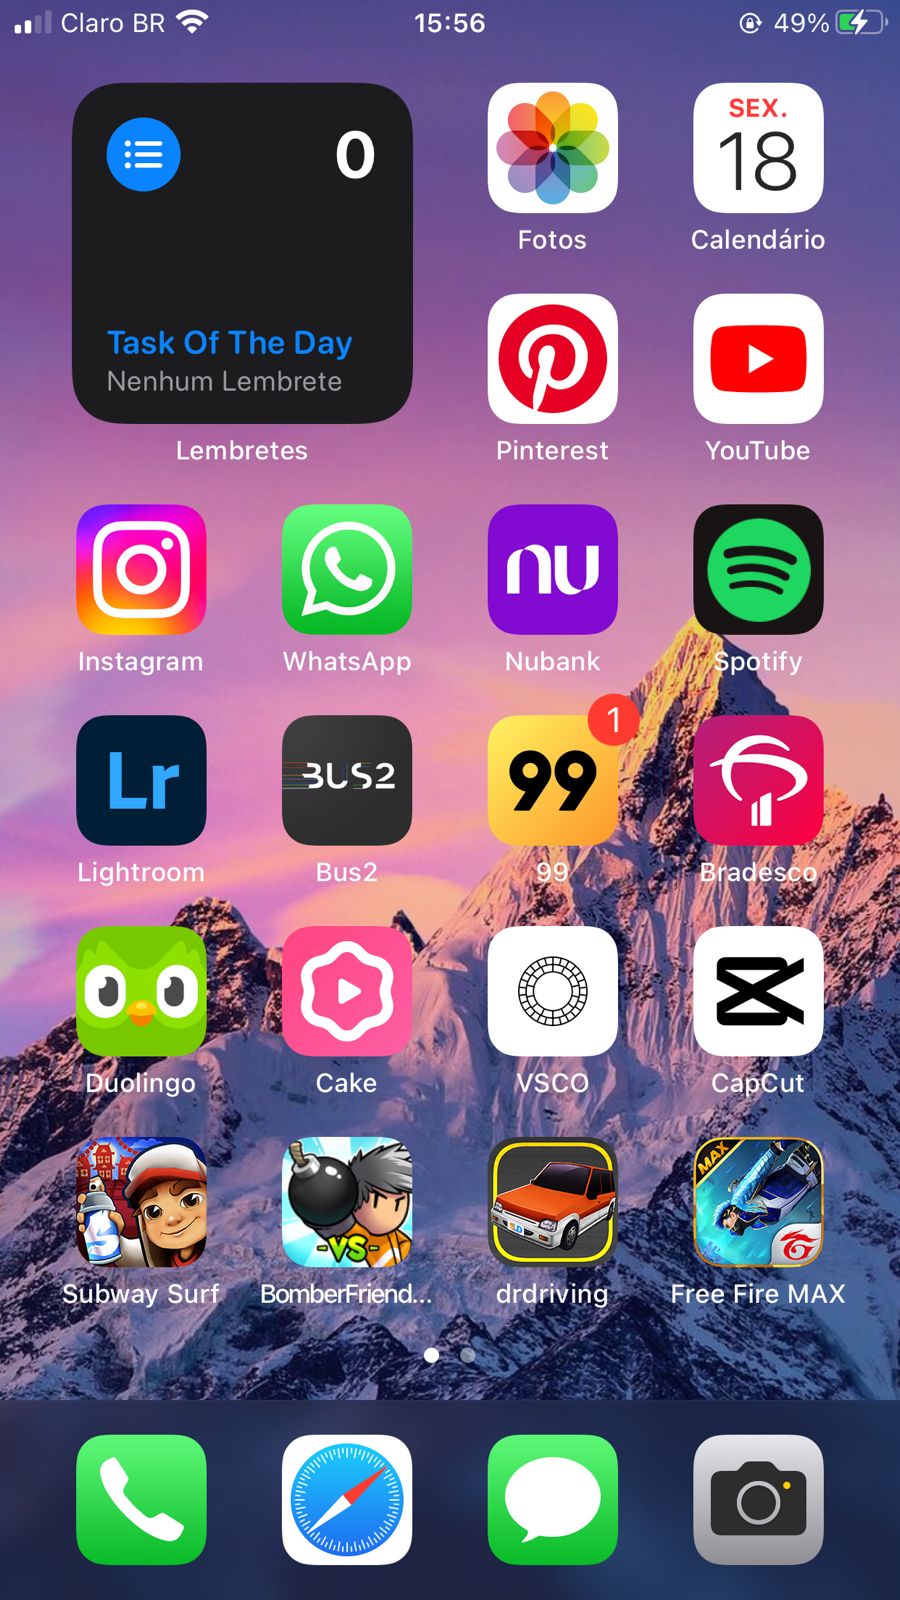 Claro BR
15:56
49%
0
Task Of The Day
Nenhum Lembrete
Lembretes
SEX.
18
Fotos
Calendário
Pinterest
YouTube
nu
Instagram
WhatsApp
Nubank
Spotify
Lr
BUS2
99
1
Lightroom
Bus2
99
Bradesco
Duolingo
Cake
VSCO
CapCut
-VS-
MAX
Subway Surf
BomberFriend...
drdriving
Free Fire MAX